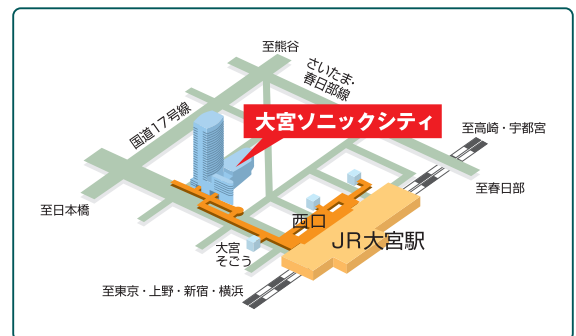 至熊谷
さいたま・
春日部線
国道17号線
大宮ソニックシティ
至高崎・宇都宮
至春日部
至日本橋
西口
JR大宮駅
大宮
そごう
至東京・上野・新宿・横浜